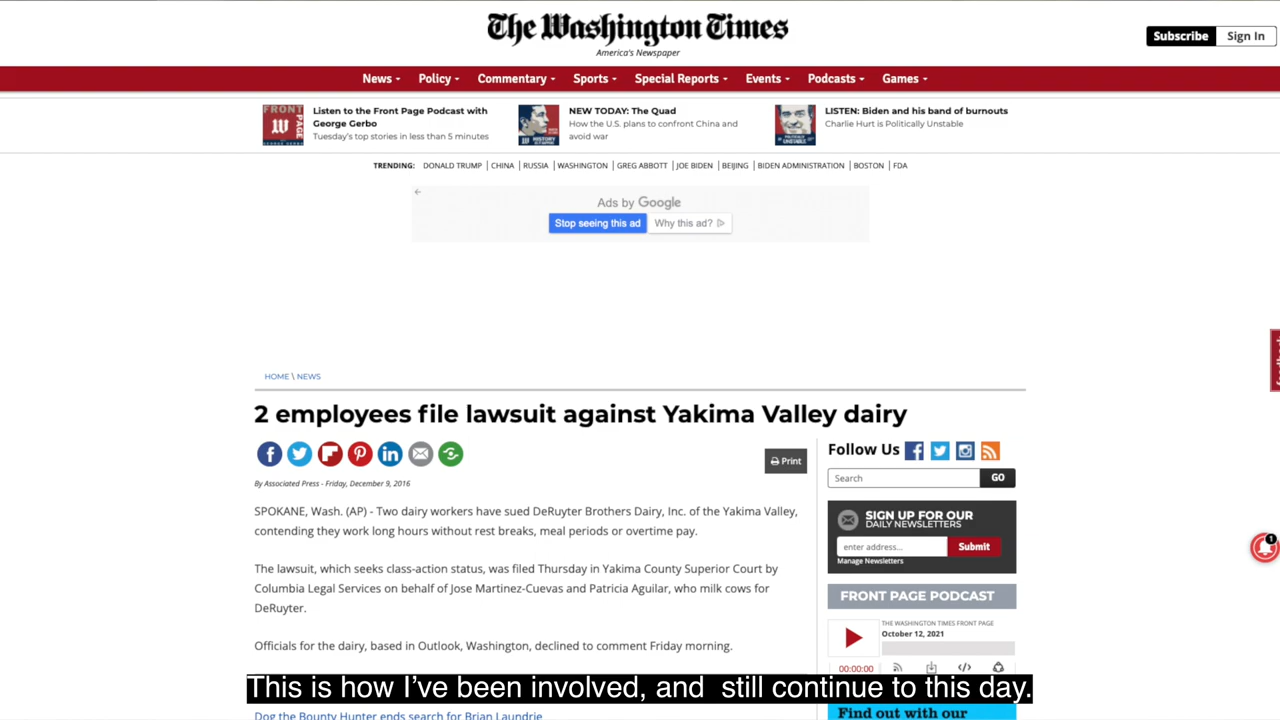 The Washington Times
America's Newspaper
Subscribe
Sign In
News
Policy
Commentary
Sports
Special Reports
Events
Podcasts
Games
FRONT PAGE
Listen to the Front Page Podcast with
George Gerbo
Tuesday's top stories in less than 5 minutes
HISTORY
NEW TODAY: The Quad
How the U.S. plans to confront China and
avoid war
POLITICALLY UNSTABLE
LISTEN: Biden and his band of burnouts
Charlie Hurt is Politically Unstable
TRENDING: DONALD TRUMP | CHINA | RUSSIA | WASHINGTON | GREG ABBOTT | JOE BIDEN | BEIJING | BIDEN ADMINISTRATION | BOSTON | FDA
Ads by Google
Stop seeing this ad
Why this ad?
HOME \ NEWS
2 employees file lawsuit against Yakima Valley dairy
Print
By Associated Press - Friday, December 9, 2016
SPOKANE, Wash. (AP) - Two dairy workers have sued DeRuyter Brothers Dairy, Inc. of the Yakima Valley,
contending they work long hours without rest breaks, meal periods or overtime pay.
The lawsuit, which seeks class-action status, was filed Thursday in Yakima County Superior Court by
Columbia Legal Services on behalf of Jose Martinez-Cuevas and Patricia Aguilar, who milk cows for
DeRuyter.
Officials for the dairy, based in Outlook, Washington, declined to comment Friday morning.
Follow Us
Search
GO
SIGN UP FOR OUR
DAILY NEWSLETTERS
enter address...
Submit
Manage Newsletters
FRONT PAGE PODCAST
THE WASHINGTON TIMES FRONT PAGE
October 12, 2021
00:00:00
1
This is how I've been involved, and still continue to this day.
Dog the Bounty Hunter ends search for Brian Laundrie
Find out with our